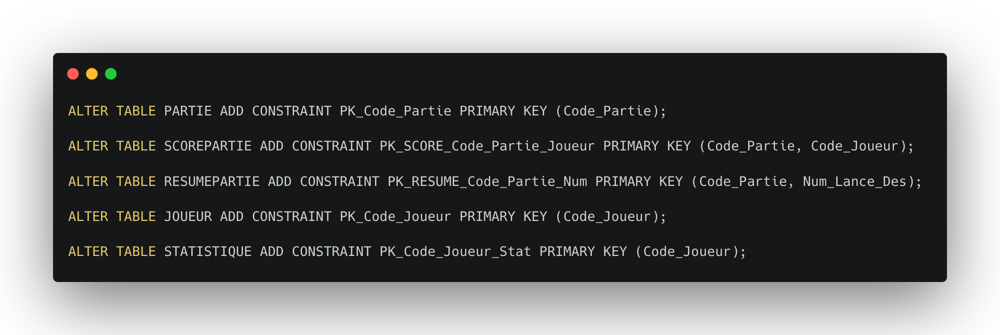 ALTER TABLE PARTIE ADD CONSTRAINT PK_Code_Partie PRIMARY KEY (Code_Partie);
ALTER TABLE SCOREPARTIE ADD CONSTRAINT PK_SCORE_Code_Partie_Joueur PRIMARY KEY (Code_Partie, Code_Joueur);
ALTER TABLE RESUMEPARTIE ADD CONSTRAINT PK_RESUME_Code_Partie_Num PRIMARY KEY (Code_Partie, Num_Lance_Des);
ALTER TABLE JOUEUR ADD CONSTRAINT PK_Code_Joueur PRIMARY KEY (Code_Joueur);
ALTER TABLE STATISTIQUE ADD CONSTRAINT PK_Code_Joueur_Stat PRIMARY KEY (Code_Joueur);